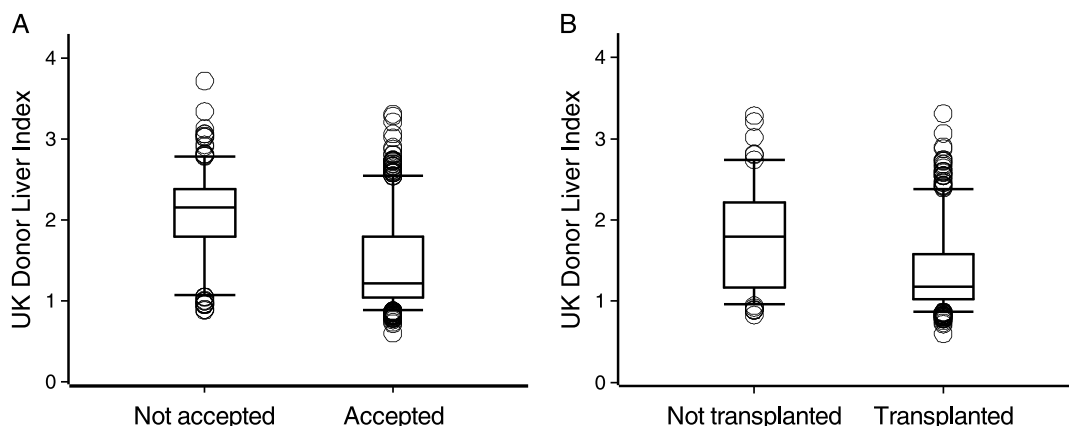 A
UK Donor Liver Index
4
3
2
1
0
Not accepted Accepted
B
UK Donor Liver Index
4
3
2
1
0
Not transplanted Transplanted